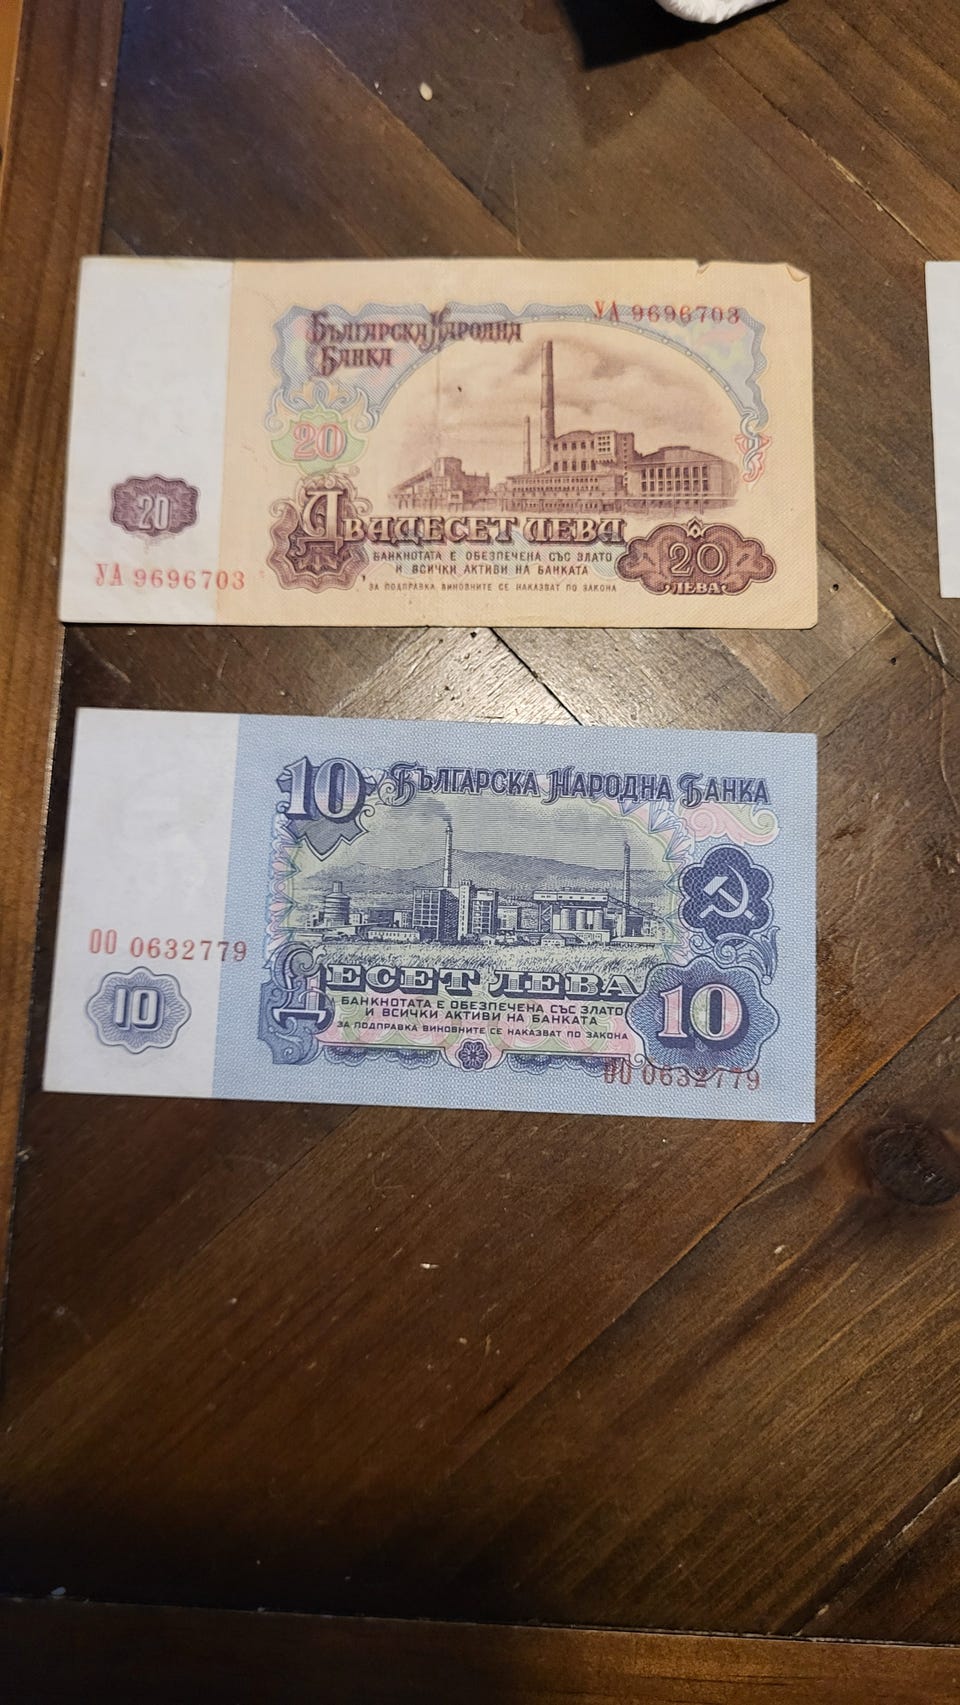 УА 9696703
Българска Народна
Банка
20
20
Двадесет лева
БАНКНОТАТА Е ОБЕЗПЕЧЕНА СЪС ЗЛАТО
И ВСИЧКИ АКТИВИ НА БАНКАТА
ЗА ПОДПРАВКА ВИНОВНИТЕ СЕ НАКАЗВАТ ПО ЗАКОНА
20
ЛЕВА
УА 9696703
10 Българска Народна Банка
ОО 0632779
10
Десет лева
БАНКНОТАТА Е ОБЕЗПЕЧЕНА СЪС ЗЛАТО
И ВСИЧКИ АКТИВИ НА БАНКАТА
ЗА ПОДПРАВКА ВИНОВНИТЕ СЕ НАКАЗВАТ ПО ЗАКОНА
10
ОО 0632779